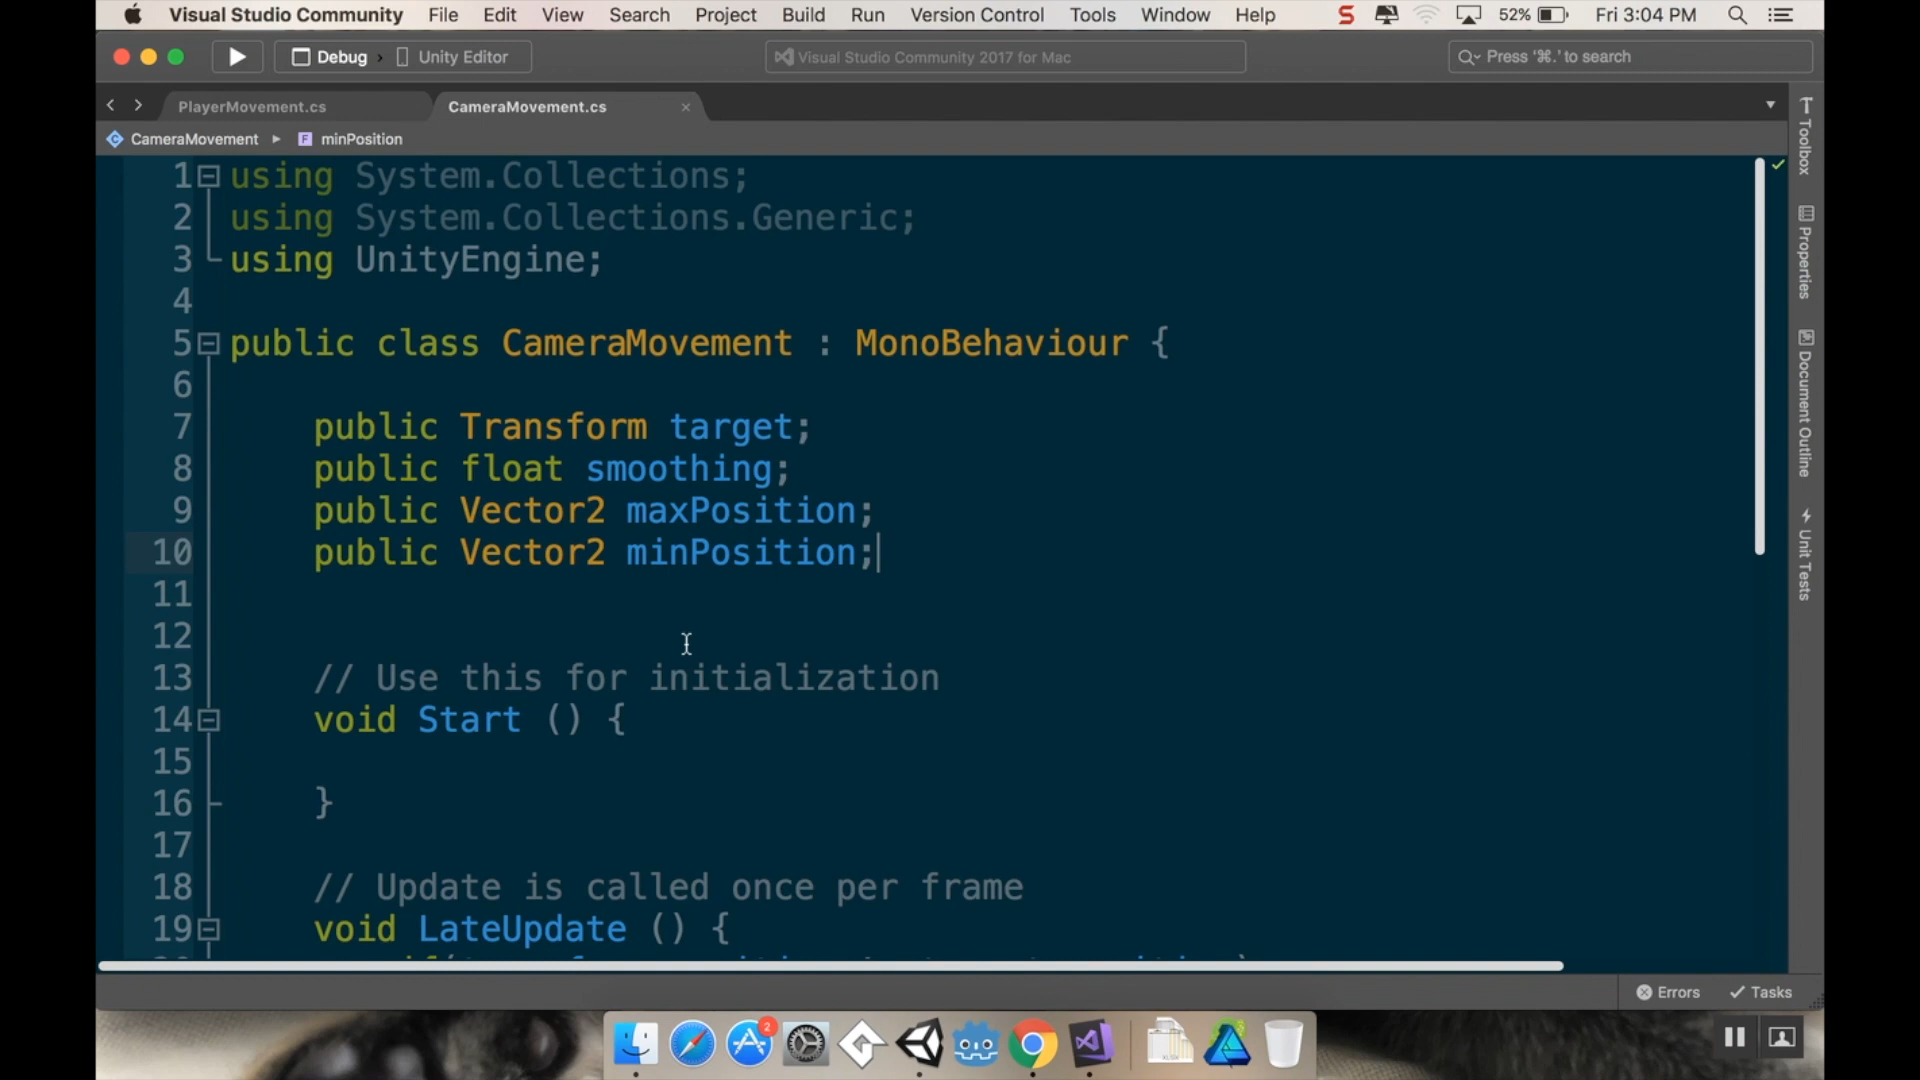 Visual Studio Community File Edit View Search Project Build Run Version Control Tools Window Help 52% Fri 3:04 PM
Debug Unity Editor Visual Studio Community 2017 for Mac Press '⌘.' to search
PlayerMovement.cs CameraMovement.cs
CameraMovement minPosition
1 using System.Collections;
2 using System.Collections.Generic;
3 using UnityEngine;
4
5 public class CameraMovement : MonoBehaviour {
6
7 public Transform target;
8 public float smoothing;
9 public Vector2 maxPosition;
10 public Vector2 minPosition;
11
12
13 // Use this for initialization
14 void Start () {
15
16 }
17
18 // Update is called once per frame
19 void LateUpdate () {
Toolbox
Properties
Document Outline
Unit Tests
Errors Tasks
2
XLSX